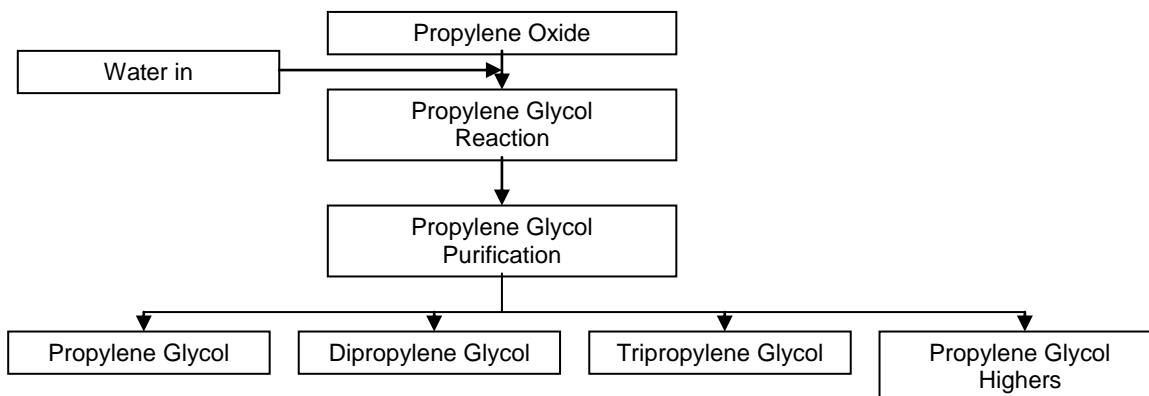 Propylene Oxide
Water in
Propylene Glycol
Reaction
Propylene Glycol
Purification
Propylene Glycol
Dipropylene Glycol
Tripropylene Glycol
Propylene Glycol
Highers